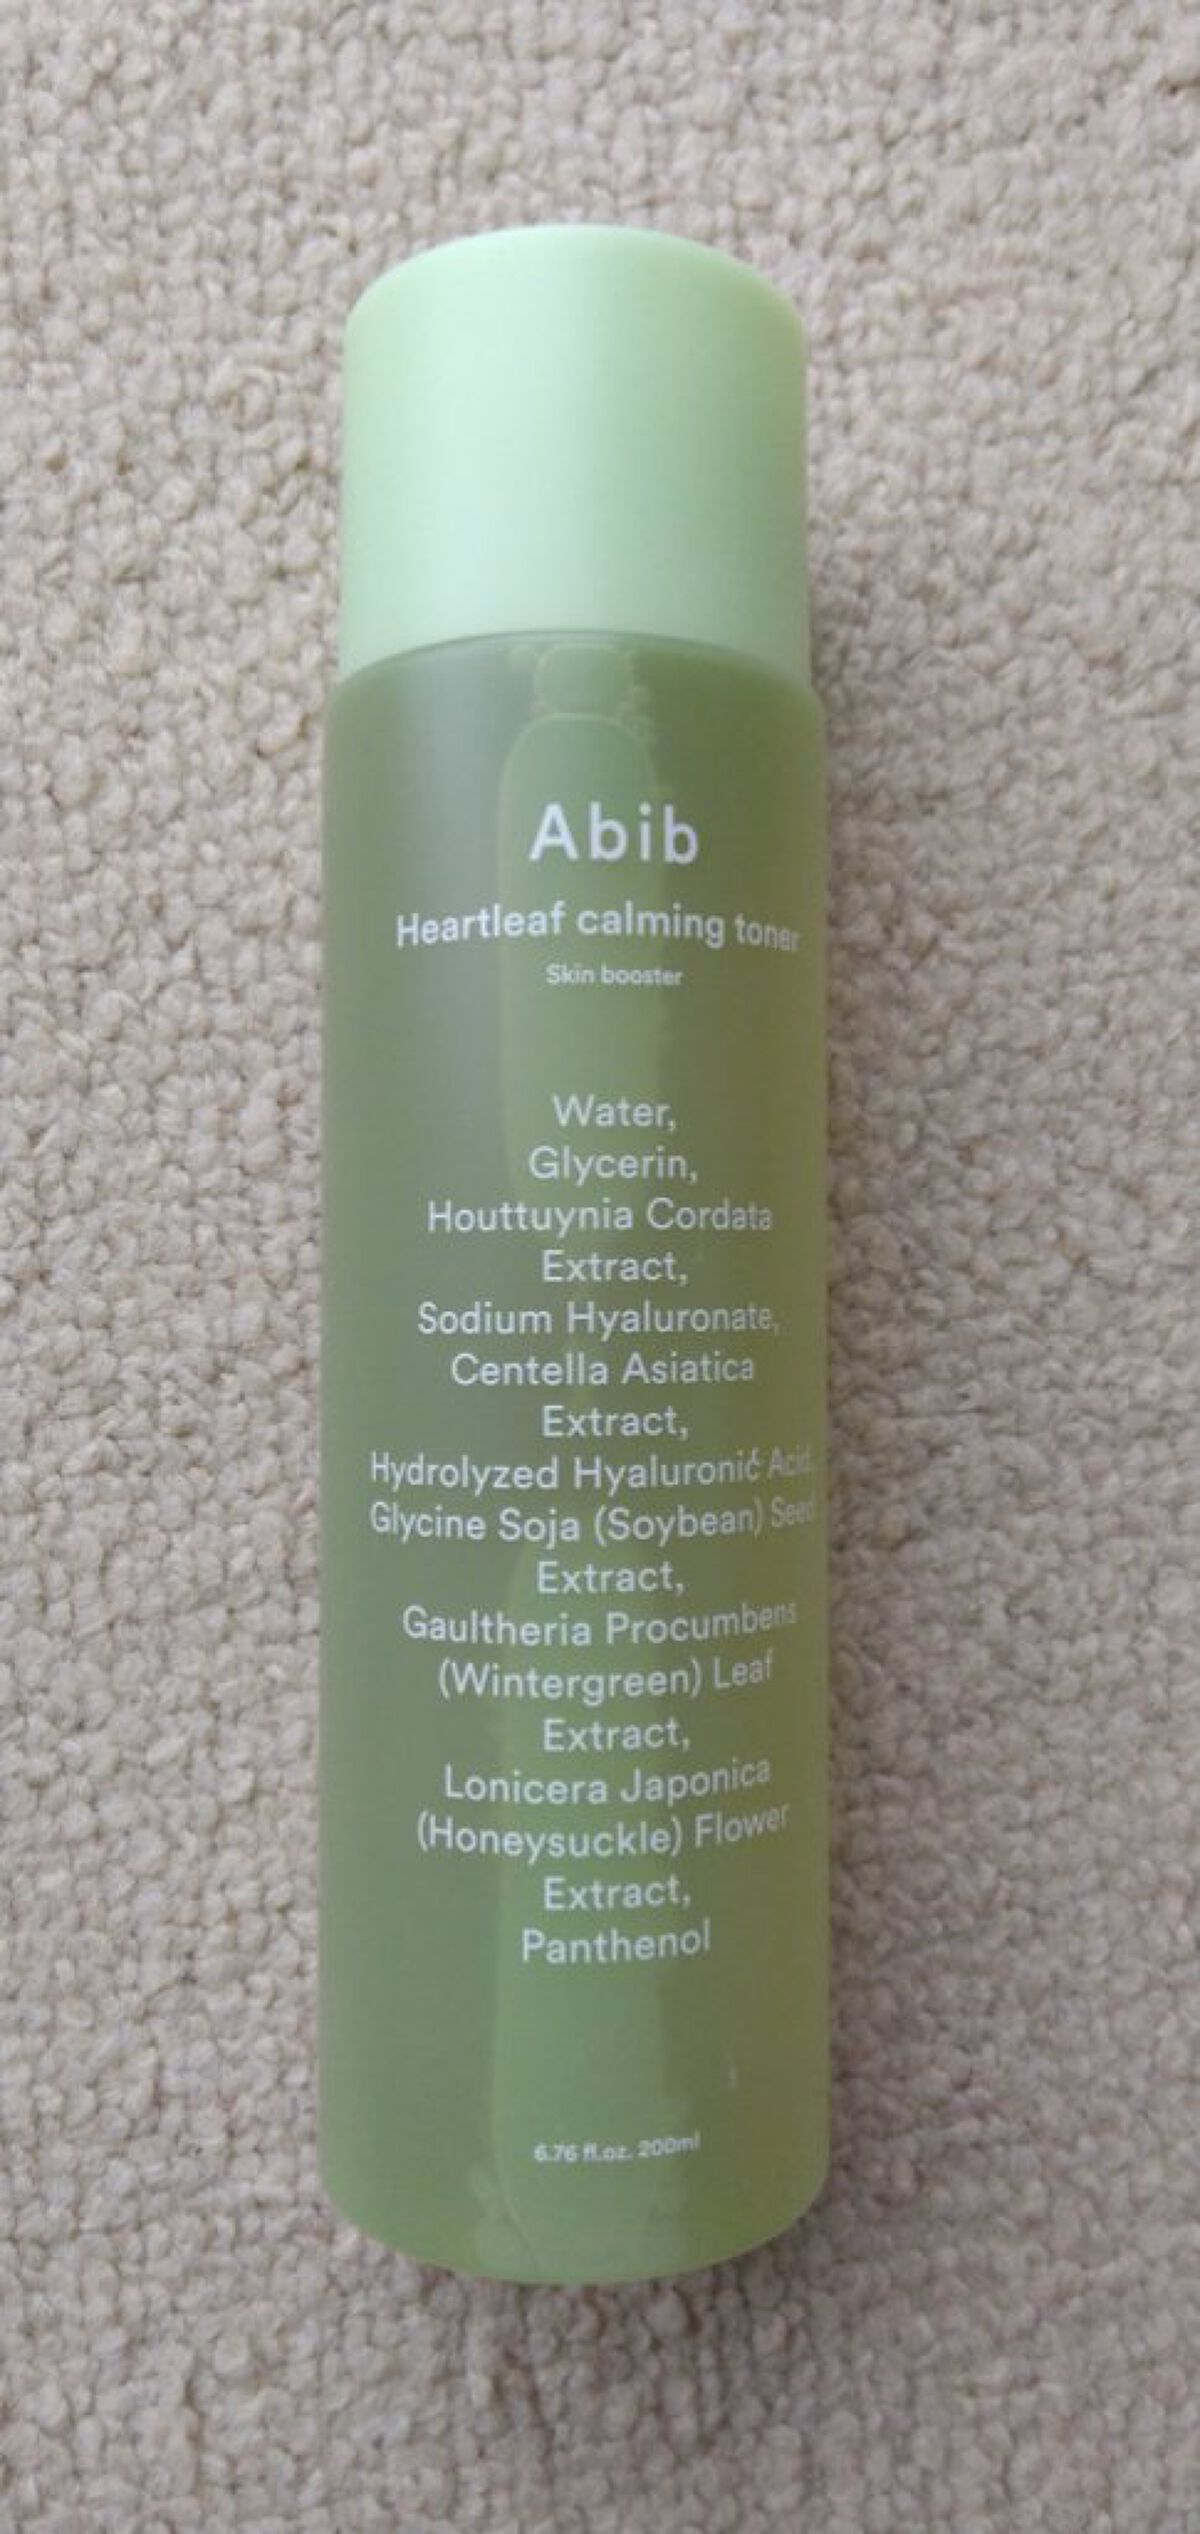 Abib
Heartleaf calming toner
Skin booster
Water,
Glycerin,
Houttuynia Cordata
Extract,
Sodium Hyaluronate,
Centella Asiatica
Extract,
Hydrolyzed Hyaluronic Acid,
Glycine Soja (Soybean) Seed
Extract,
Gaultheria Procumbens
(Wintergreen) Leaf
Extract,
Lonicera Japonica
(Honeysuckle) Flower
Extract,
Panthenol
6.76 fl.oz. 200ml